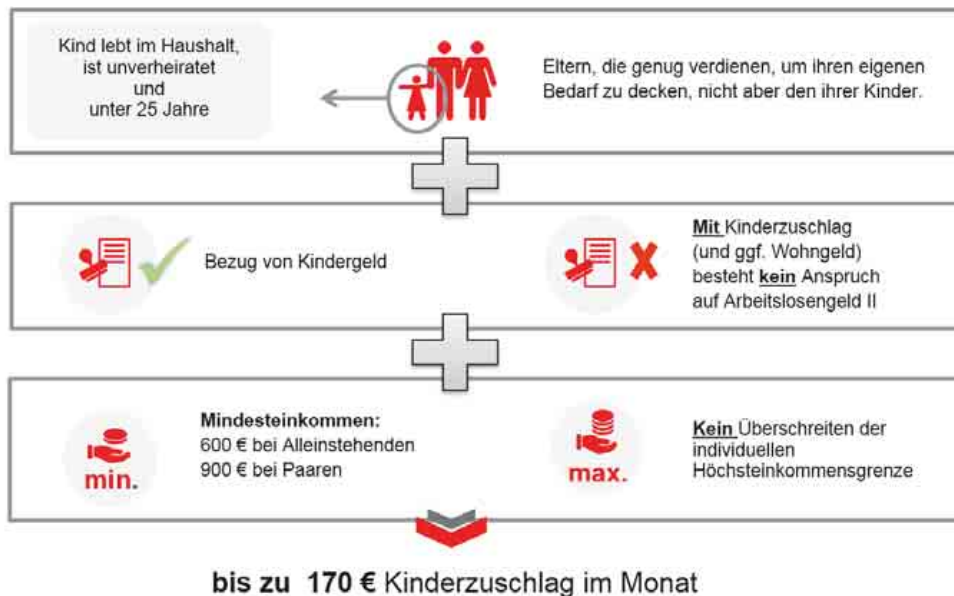 Kind lebt im Haushalt,
ist unverheiratet
und
unter 25 Jahre
Eltern, die genug verdienen, um ihren eigenen
Bedarf zu decken, nicht aber den ihrer Kinder.
Bezug von Kindergeld
Mit Kinderzuschlag
(und ggf. Wohngeld)
besteht kein Anspruch
auf Arbeitslosengeld II
min.
Mindesteinkommen:
600 € bei Alleinstehenden
900 € bei Paaren
max.
Kein Überschreiten der
individuellen
Höchsteinkommensgrenze
bis zu 170 € Kinderzuschlag im Monat